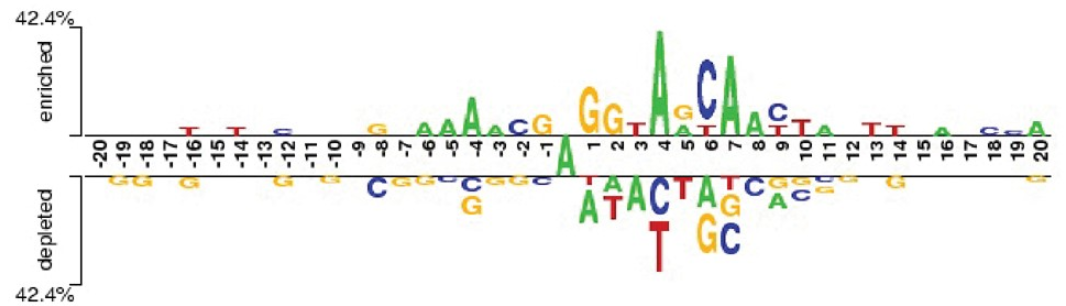 42.4%
enriched
T T C G A A A A C G G G T A G A C T A A C T T A T T A C C A
-20 -19 -18 -17 -16 -15 -14 -13 -12 -11 -10 -9 -8 -7 -6 -5 -4 -3 -2 -1 A 1 2 3 4 5 6 7 8 9 10 11 12 13 14 15 16 17 18 19 20
G G G G G C G G C C G G C T A A C T A T C G G C G G G
G A T T G G C A C G
depleted
42.4%